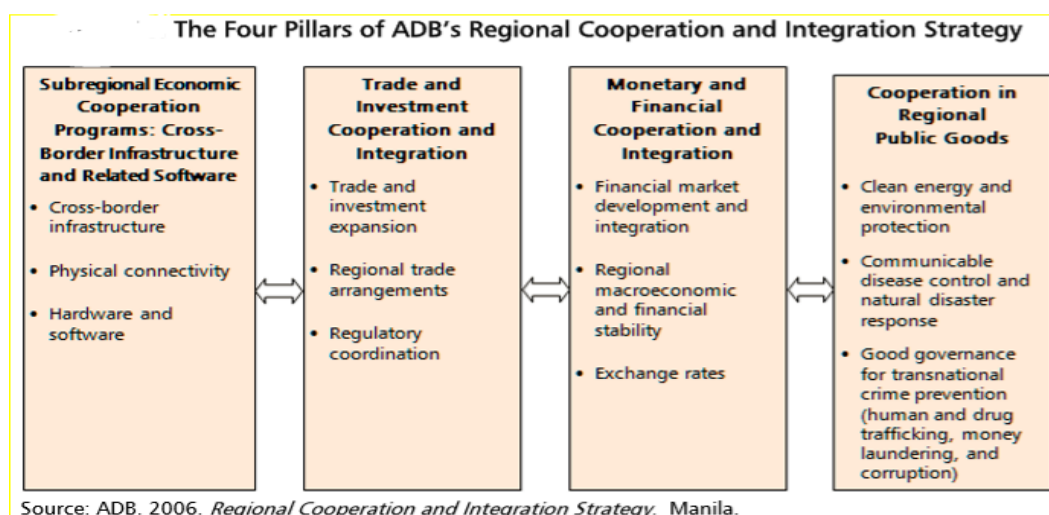 The Four Pillars of ADB's Regional Cooperation and Integration Strategy
Subregional Economic
Cooperation
Programs: Cross-
Border Infrastructure
and Related Software
• Cross-border
infrastructure
• Physical connectivity
• Hardware and
software
Trade and
Investment
Cooperation and
Integration
• Trade and
investment
expansion
• Regional trade
arrangements
• Regulatory
coordination
Monetary and
Financial
Cooperation and
Integration
• Financial market
development and
integration
• Regional
macroeconomic
and financial
stability
• Exchange rates
Cooperation in
Regional
Public Goods
• Clean energy and
environmental
protection
• Communicable
disease control and
natural disaster
response
• Good governance
for transnational
crime prevention
(human and drug
trafficking, money
laundering, and
corruption)
Source: ADB. 2006. Regional Cooperation and Integration Strategy. Manila.